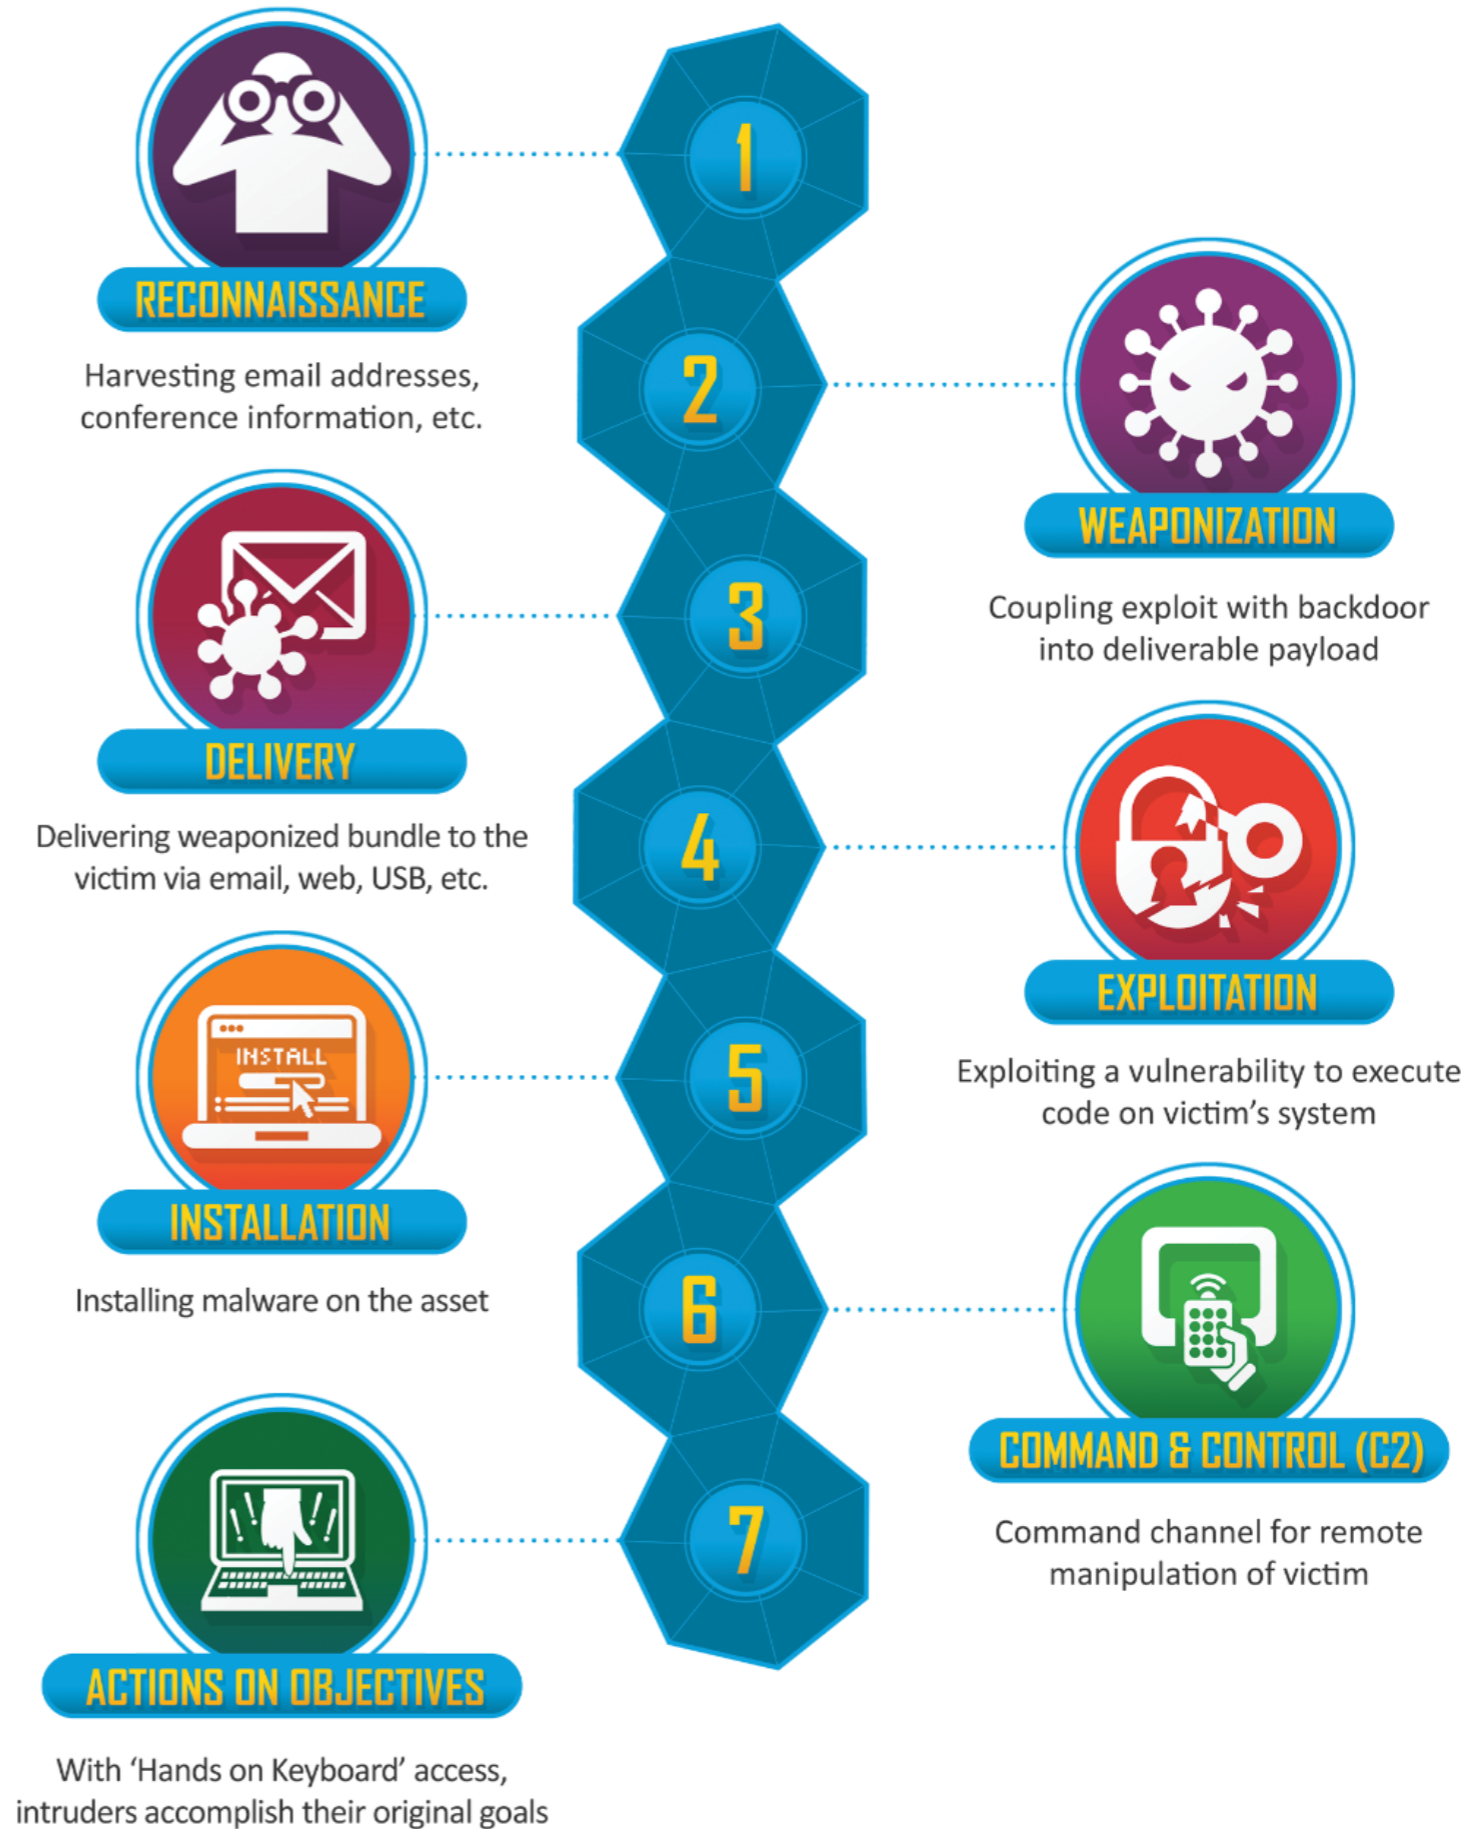 1
RECONNAISSANCE
Harvesting email addresses,
conference information, etc.
2
WEAPONIZATION
Coupling exploit with backdoor
into deliverable payload
3
DELIVERY
Delivering weaponized bundle to the
victim via email, web, USB, etc.
4
EXPLOITATION
Exploiting a vulnerability to execute
code on victim's system
5
INSTALL
INSTALLATION
Installing malware on the asset
6
COMMAND & CONTROL (C2)
Command channel for remote
manipulation of victim
7
ACTIONS ON OBJECTIVES
With ‘Hands on Keyboard’ access,
intruders accomplish their original goals